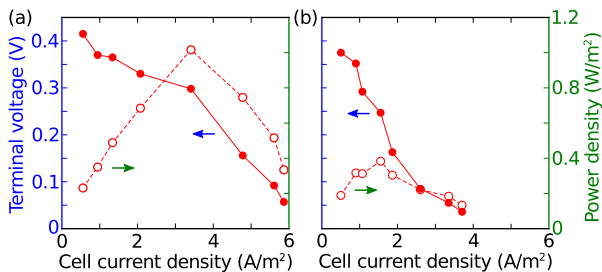 (a)
(b)
Terminal voltage (V)
0.4
0.3
0.2
0.1
0
0 2 4 6
Cell current density (A/m²)
0 2 4 6
Cell current density (A/m²)
1.2
0.8
0.4
0
Power density (W/m²)